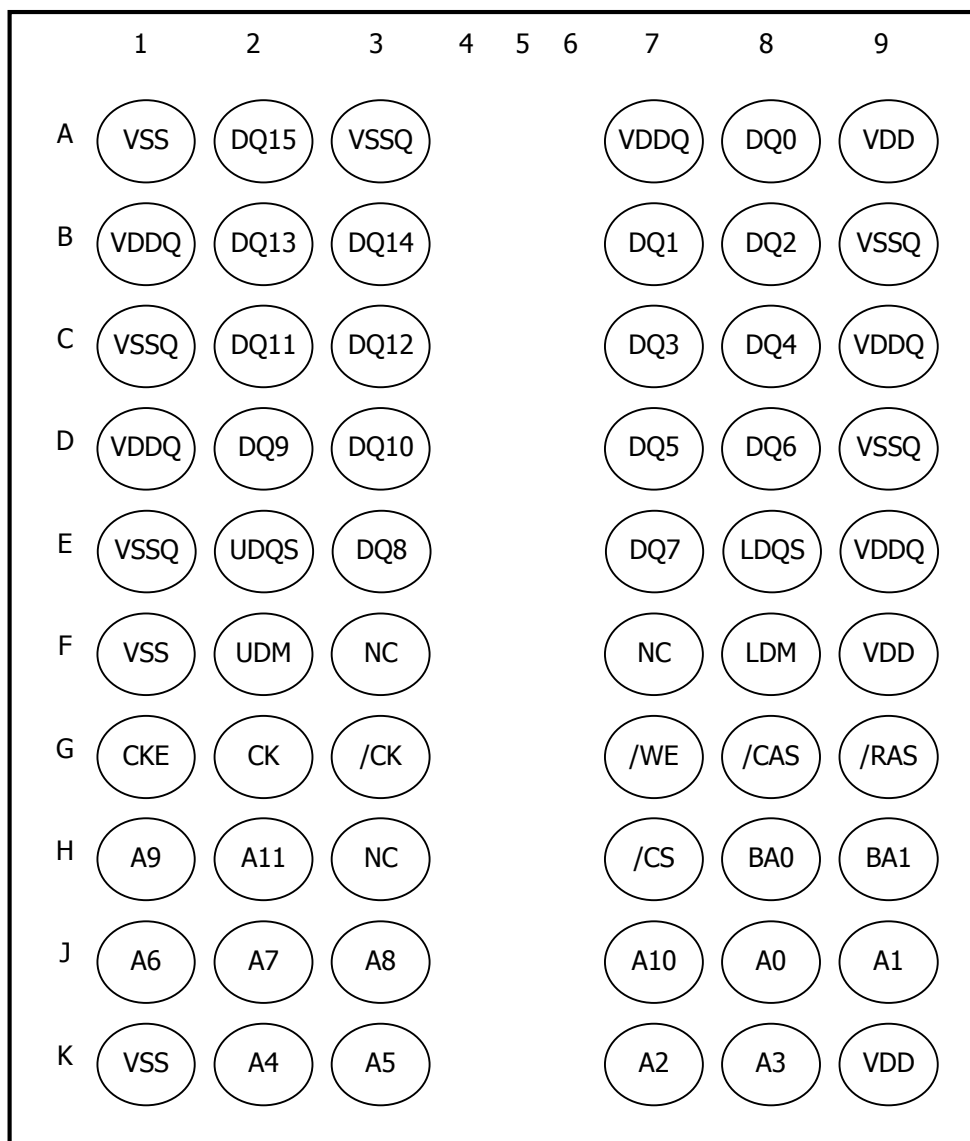 1 2 3 4 5 6 7 8 9
A VSS DQ15 VSSQ VDDQ DQ0 VDD
B VDDQ DQ13 DQ14 DQ1 DQ2 VSSQ
C VSSQ DQ11 DQ12 DQ3 DQ4 VDDQ
D VDDQ DQ9 DQ10 DQ5 DQ6 VSSQ
E VSSQ UDQS DQ8 DQ7 LDQS VDDQ
F VSS UDM NC NC LDM VDD
G CKE CK /CK /WE /CAS /RAS
H A9 A11 NC /CS BA0 BA1
J A6 A7 A8 A10 A0 A1
K VSS A4 A5 A2 A3 VDD